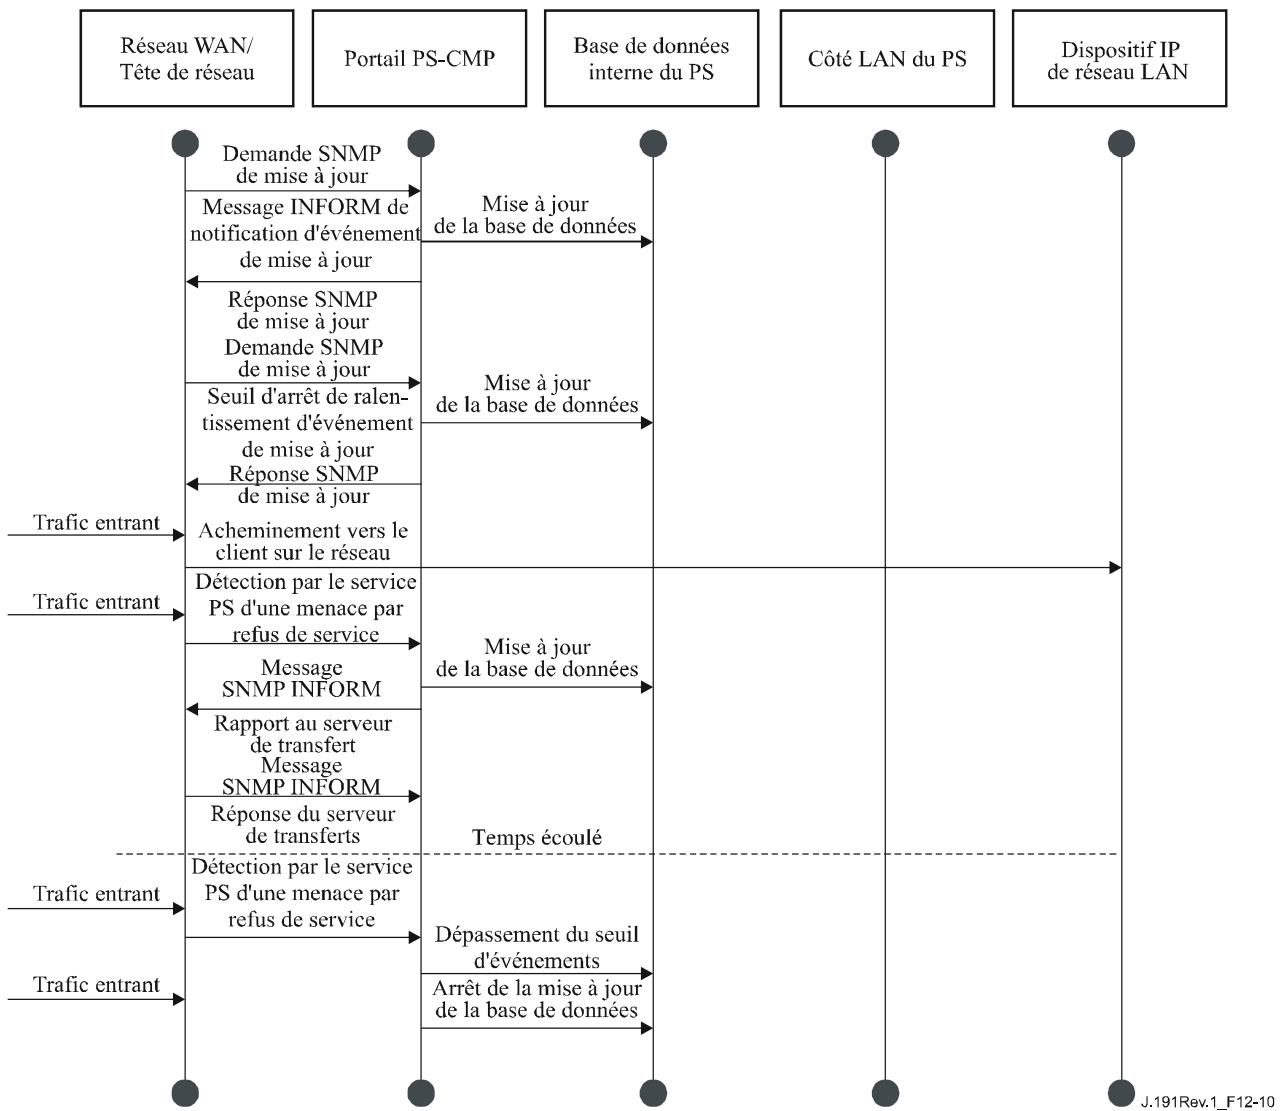 Réseau WAN/
Tête de réseau
Portail PS-CMP
Base de données
interne du PS
Côté LAN du PS
Dispositif IP
de réseau LAN
Demande SNMP
de mise à jour
Message INFORM de
notification d'événement
de mise à jour
Mise à jour
de la base de données
Réponse SNMP
de mise à jour
Demande SNMP
de mise à jour
Seuil d'arrêt de ralen-
tissement d'événement
de mise à jour
Mise à jour
de la base de données
Réponse SNMP
de mise à jour
Trafic entrant
Acheminement vers le
client sur le réseau
Trafic entrant
Détection par le service
PS d'une menace par
refus de service
Message
SNMP INFORM
Mise à jour
de la base de données
Rapport au serveur
de transfert
Message
SNMP INFORM
Réponse du serveur
de transferts
Temps écoulé
Détection par le service
PS d'une menace par
refus de service
Trafic entrant
Dépassement du seuil
d'événements
Trafic entrant
Arrêt de la mise à jour
de la base de données
J.191Rev.1_F12-10